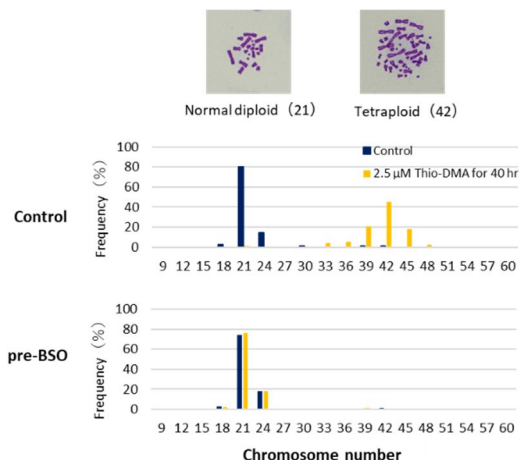 Normal diploid（21）
Tetraploid（42）
Control
Frequency（%）
100
80
60
40
20
0
Control
2.5 μM Thio-DMA for 40 hr
9 12 15 18 21 24 27 30 33 36 39 42 45 48 51 54 57 60
pre-BSO
Frequency（%）
100
80
60
40
20
0
9 12 15 18 21 24 27 30 33 36 39 42 45 48 51 54 57 60
Chromosome number